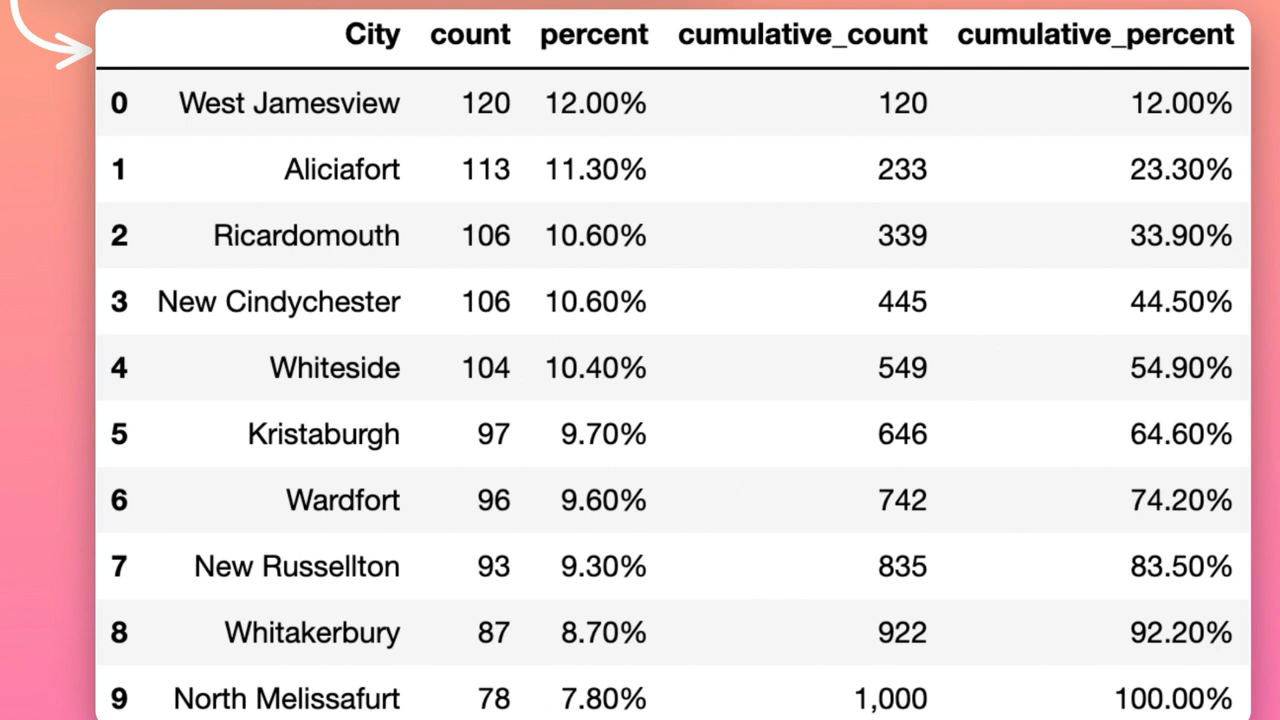 City count percent cumulative_count cumulative_percent
0 West Jamesview 120 12.00% 120 12.00%
1 Aliciafort 113 11.30% 233 23.30%
2 Ricardomouth 106 10.60% 339 33.90%
3 New Cindychester 106 10.60% 445 44.50%
4 Whiteside 104 10.40% 549 54.90%
5 Kristaburgh 97 9.70% 646 64.60%
6 Wardfort 96 9.60% 742 74.20%
7 New Russellton 93 9.30% 835 83.50%
8 Whitakerbury 87 8.70% 922 92.20%
9 North Melissafurt 78 7.80% 1,000 100.00%